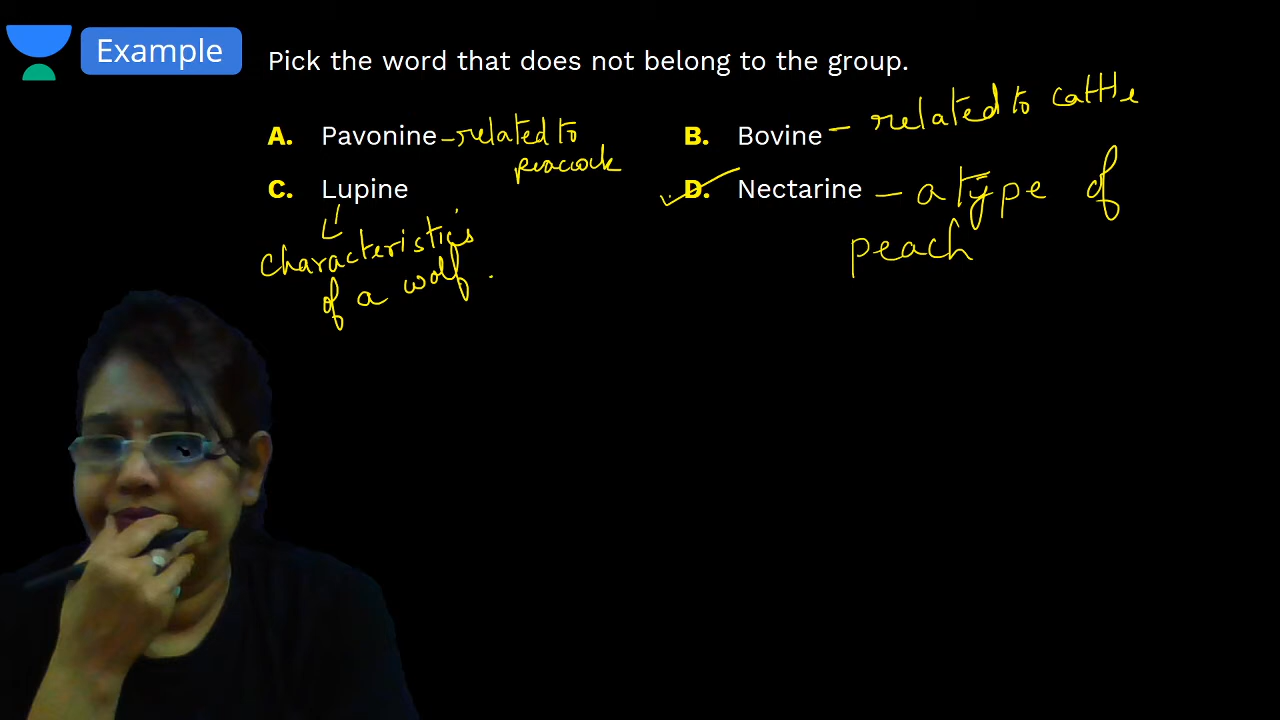 Example
Pick the word that does not belong to the group.
A. Pavonine - related to
peacock
B. Bovine - related to cattle
C. Lupine
characteristics
of a wolf.
D. Nectarine - a type of
peach